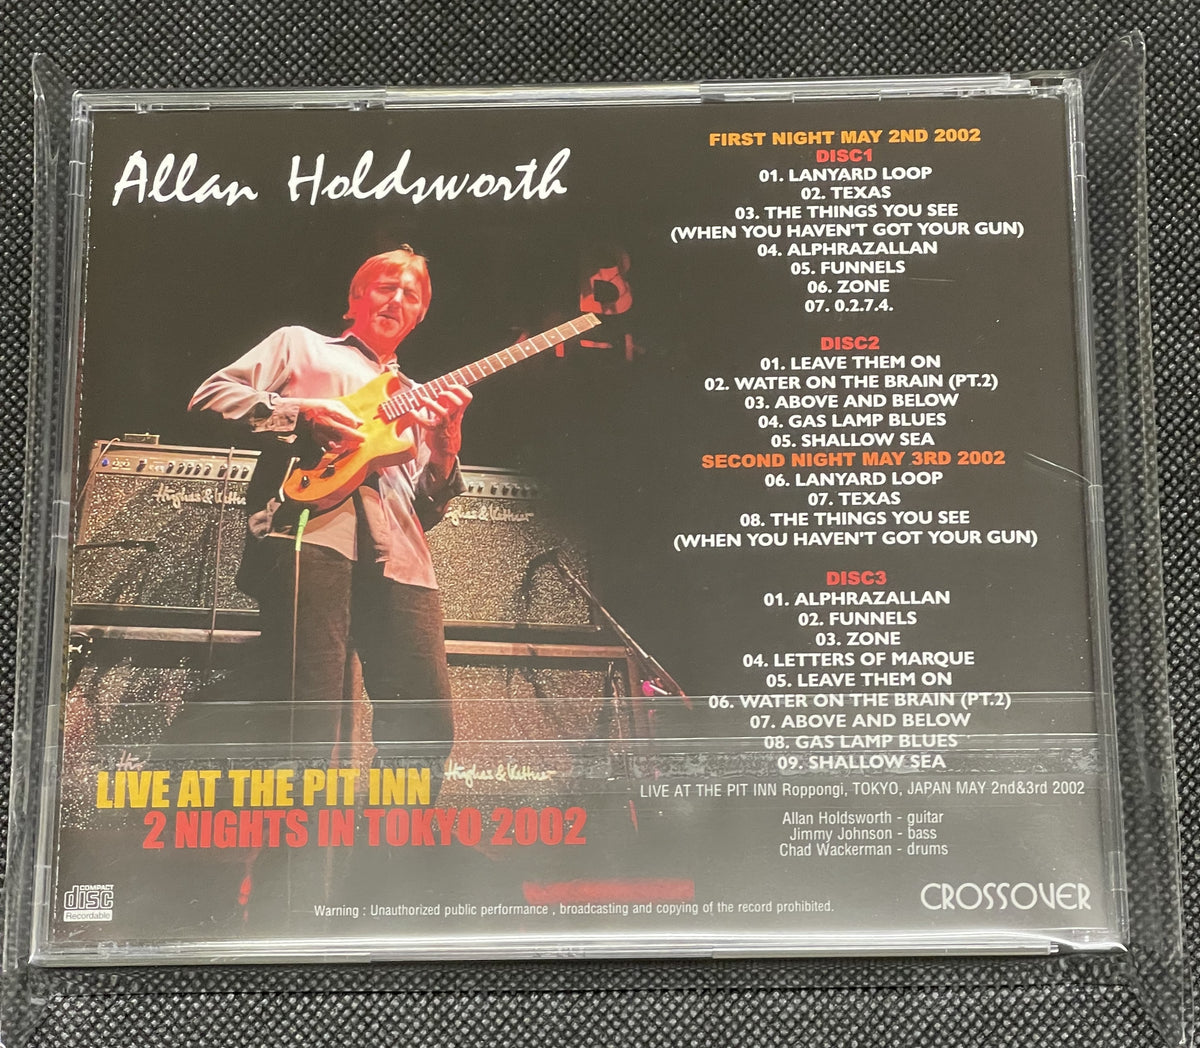 Allan Holdsworth
FIRST NIGHT MAY 2ND 2002
DISC1
01. LANYARD LOOP
02. TEXAS
03. THE THINGS YOU SEE
(WHEN YOU HAVEN'T GOT YOUR GUN)
04. ALPHRAZALLAN
05. FUNNELS
06. ZONE
07. 0.2.7.4.
DISC2
01. LEAVE THEM ON
02. WATER ON THE BRAIN (PT.2)
03. ABOVE AND BELOW
04. GAS LAMP BLUES
05. SHALLOW SEA
SECOND NIGHT MAY 3RD 2002
06. LANYARD LOOP
07. TEXAS
08. THE THINGS YOU SEE
(WHEN YOU HAVEN'T GOT YOUR GUN)
DISC3
01. ALPHRAZALLAN
02. FUNNELS
03. ZONE
04. LETTERS OF MARQUE
05. LEAVE THEM ON
06. WATER ON THE BRAIN (PT.2)
07. ABOVE AND BELOW
08. GAS LAMP BLUES
09. SHALLOW SEA
Hughes & Kettner
Hughes & Kettner
Hughes & Kettner
LIVE AT THE PIT INN
2 NIGHTS IN TOKYO 2002
LIVE AT THE PIT INN Roppongi, TOKYO, JAPAN MAY 2nd&3rd 2002
Allan Holdsworth - guitar
Jimmy Johnson - bass
Chad Wackerman - drums
COMPACT
disc
Recordable
Warning : Unauthorized public performance , broadcasting and copying of the record prohibited.
CROSSOVER